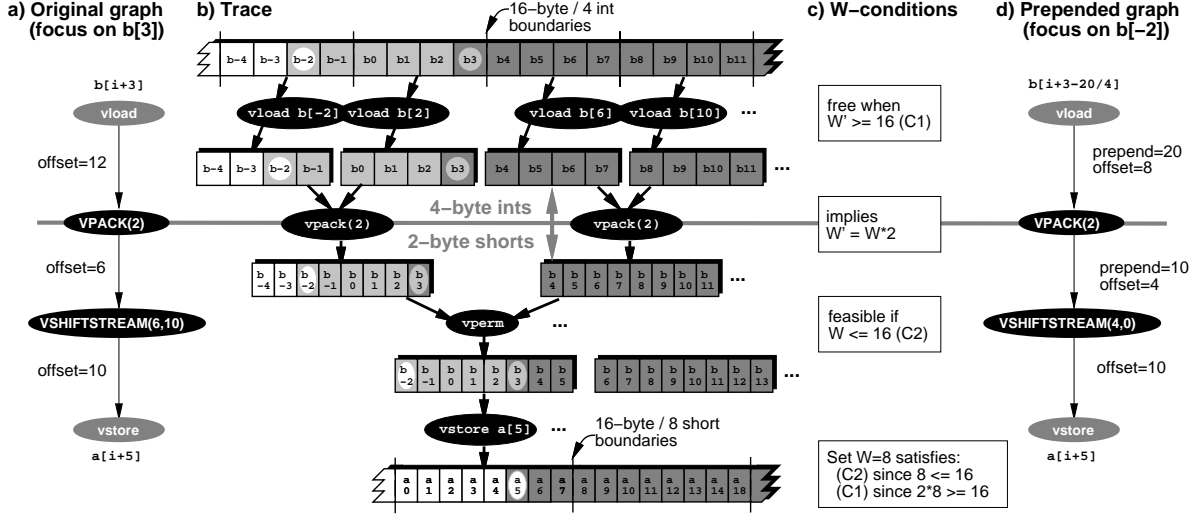 a) Original graph
(focus on b[3])
b[i+3]
vload
offset=12
VPACK(2)
offset=6
VSHIFTSTREAM(6,10)
offset=10
vstore
a[i+5]
b) Trace
16-byte / 4 int
boundaries
b-4 b-3 b-2 b-1 b0 b1 b2 b3 b4 b5 b6 b7 b8 b9 b10 b11
vload b[-2] vload b[2] vload b[6] vload b[10] ...
b-4 b-3 b-2 b-1 b0 b1 b2 b3 b4 b5 b6 b7 b8 b9 b10 b11 ...
4-byte ints
vpack(2) vpack(2)
2-byte shorts
b b b b b b b b b b b b b b b b
-4 -3 -2 -1 0 1 2 3 4 5 6 7 8 9 10 11 ...
vperm ...
b b b b b b b b b b b b b b b b
-2 -1 0 1 2 3 4 5 6 7 8 9 10 11 12 13 ...
vstore a[5] ...
16-byte / 8 short
boundaries
a a a a a a a a a a a a a a a a
0 1 2 3 4 5 6 7 8 9 10 11 12 13 14 18
c) W-conditions
free when
W' >= 16 (C1)
implies
W' = W*2
feasible if
W <= 16 (C2)
Set W=8 satisfies:
(C2) since 8 <= 16
(C1) since 2*8 >= 16
d) Prepended graph
(focus on b[-2])
b[i+3-20/4]
vload
prepend=20
offset=8
VPACK(2)
prepend=10
offset=4
VSHIFTSTREAM(4,0)
offset=10
vstore
a[i+5]